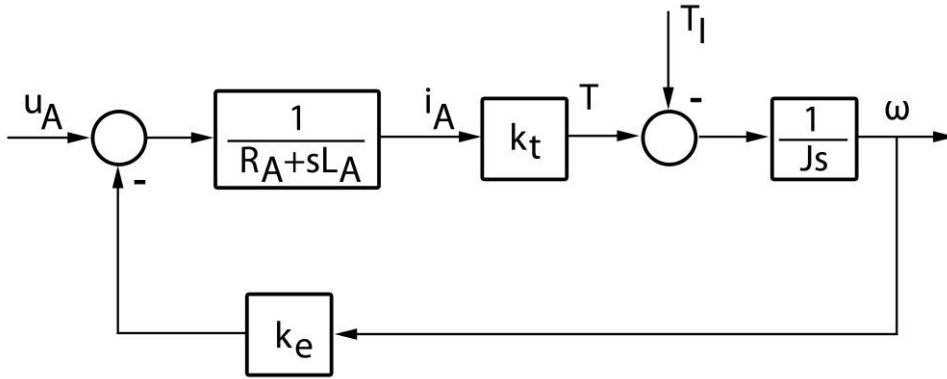 T_l
u_A
1
R_A+sL_A
i_A
k_t
T
-
1
Js
ω
-
k_e